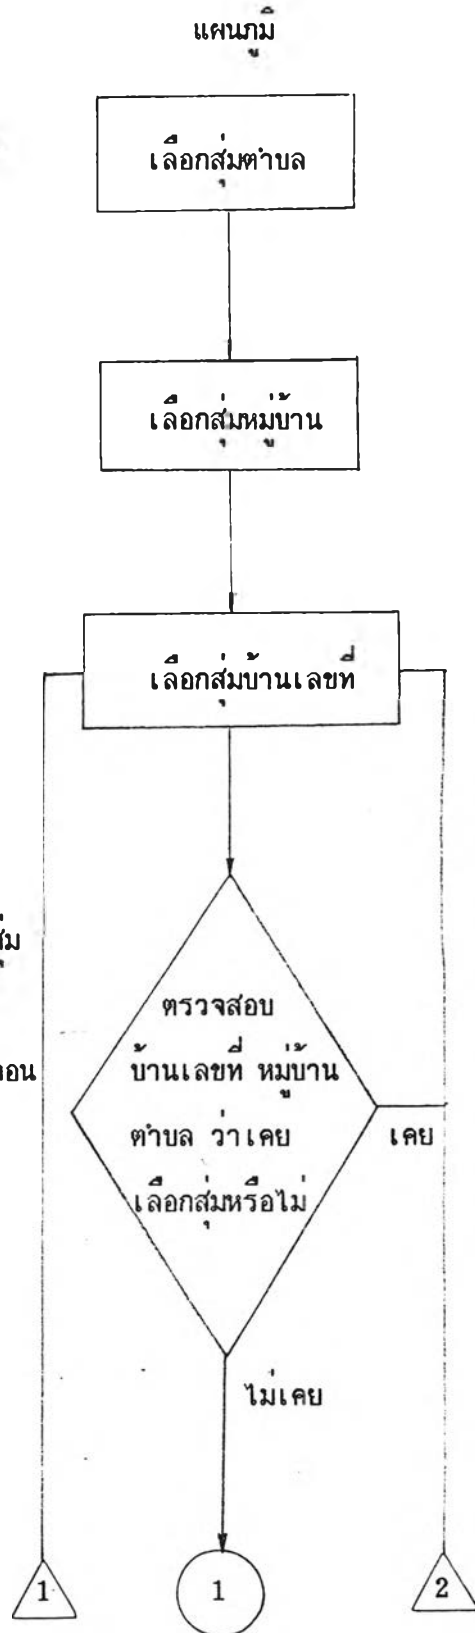 แผนภูมิ
เลือกสุ่มตำบล
เลือกสุ่มหมู่บ้าน
เลือกสุ่มบ้านเลขที่
ตรวจสอบ
บ้านเลขที่ หมู่บ้าน
ตำบล ว่าเคย
เลือกสุ่มหรือไม่
เคย
ไม่เคย
1
1
2